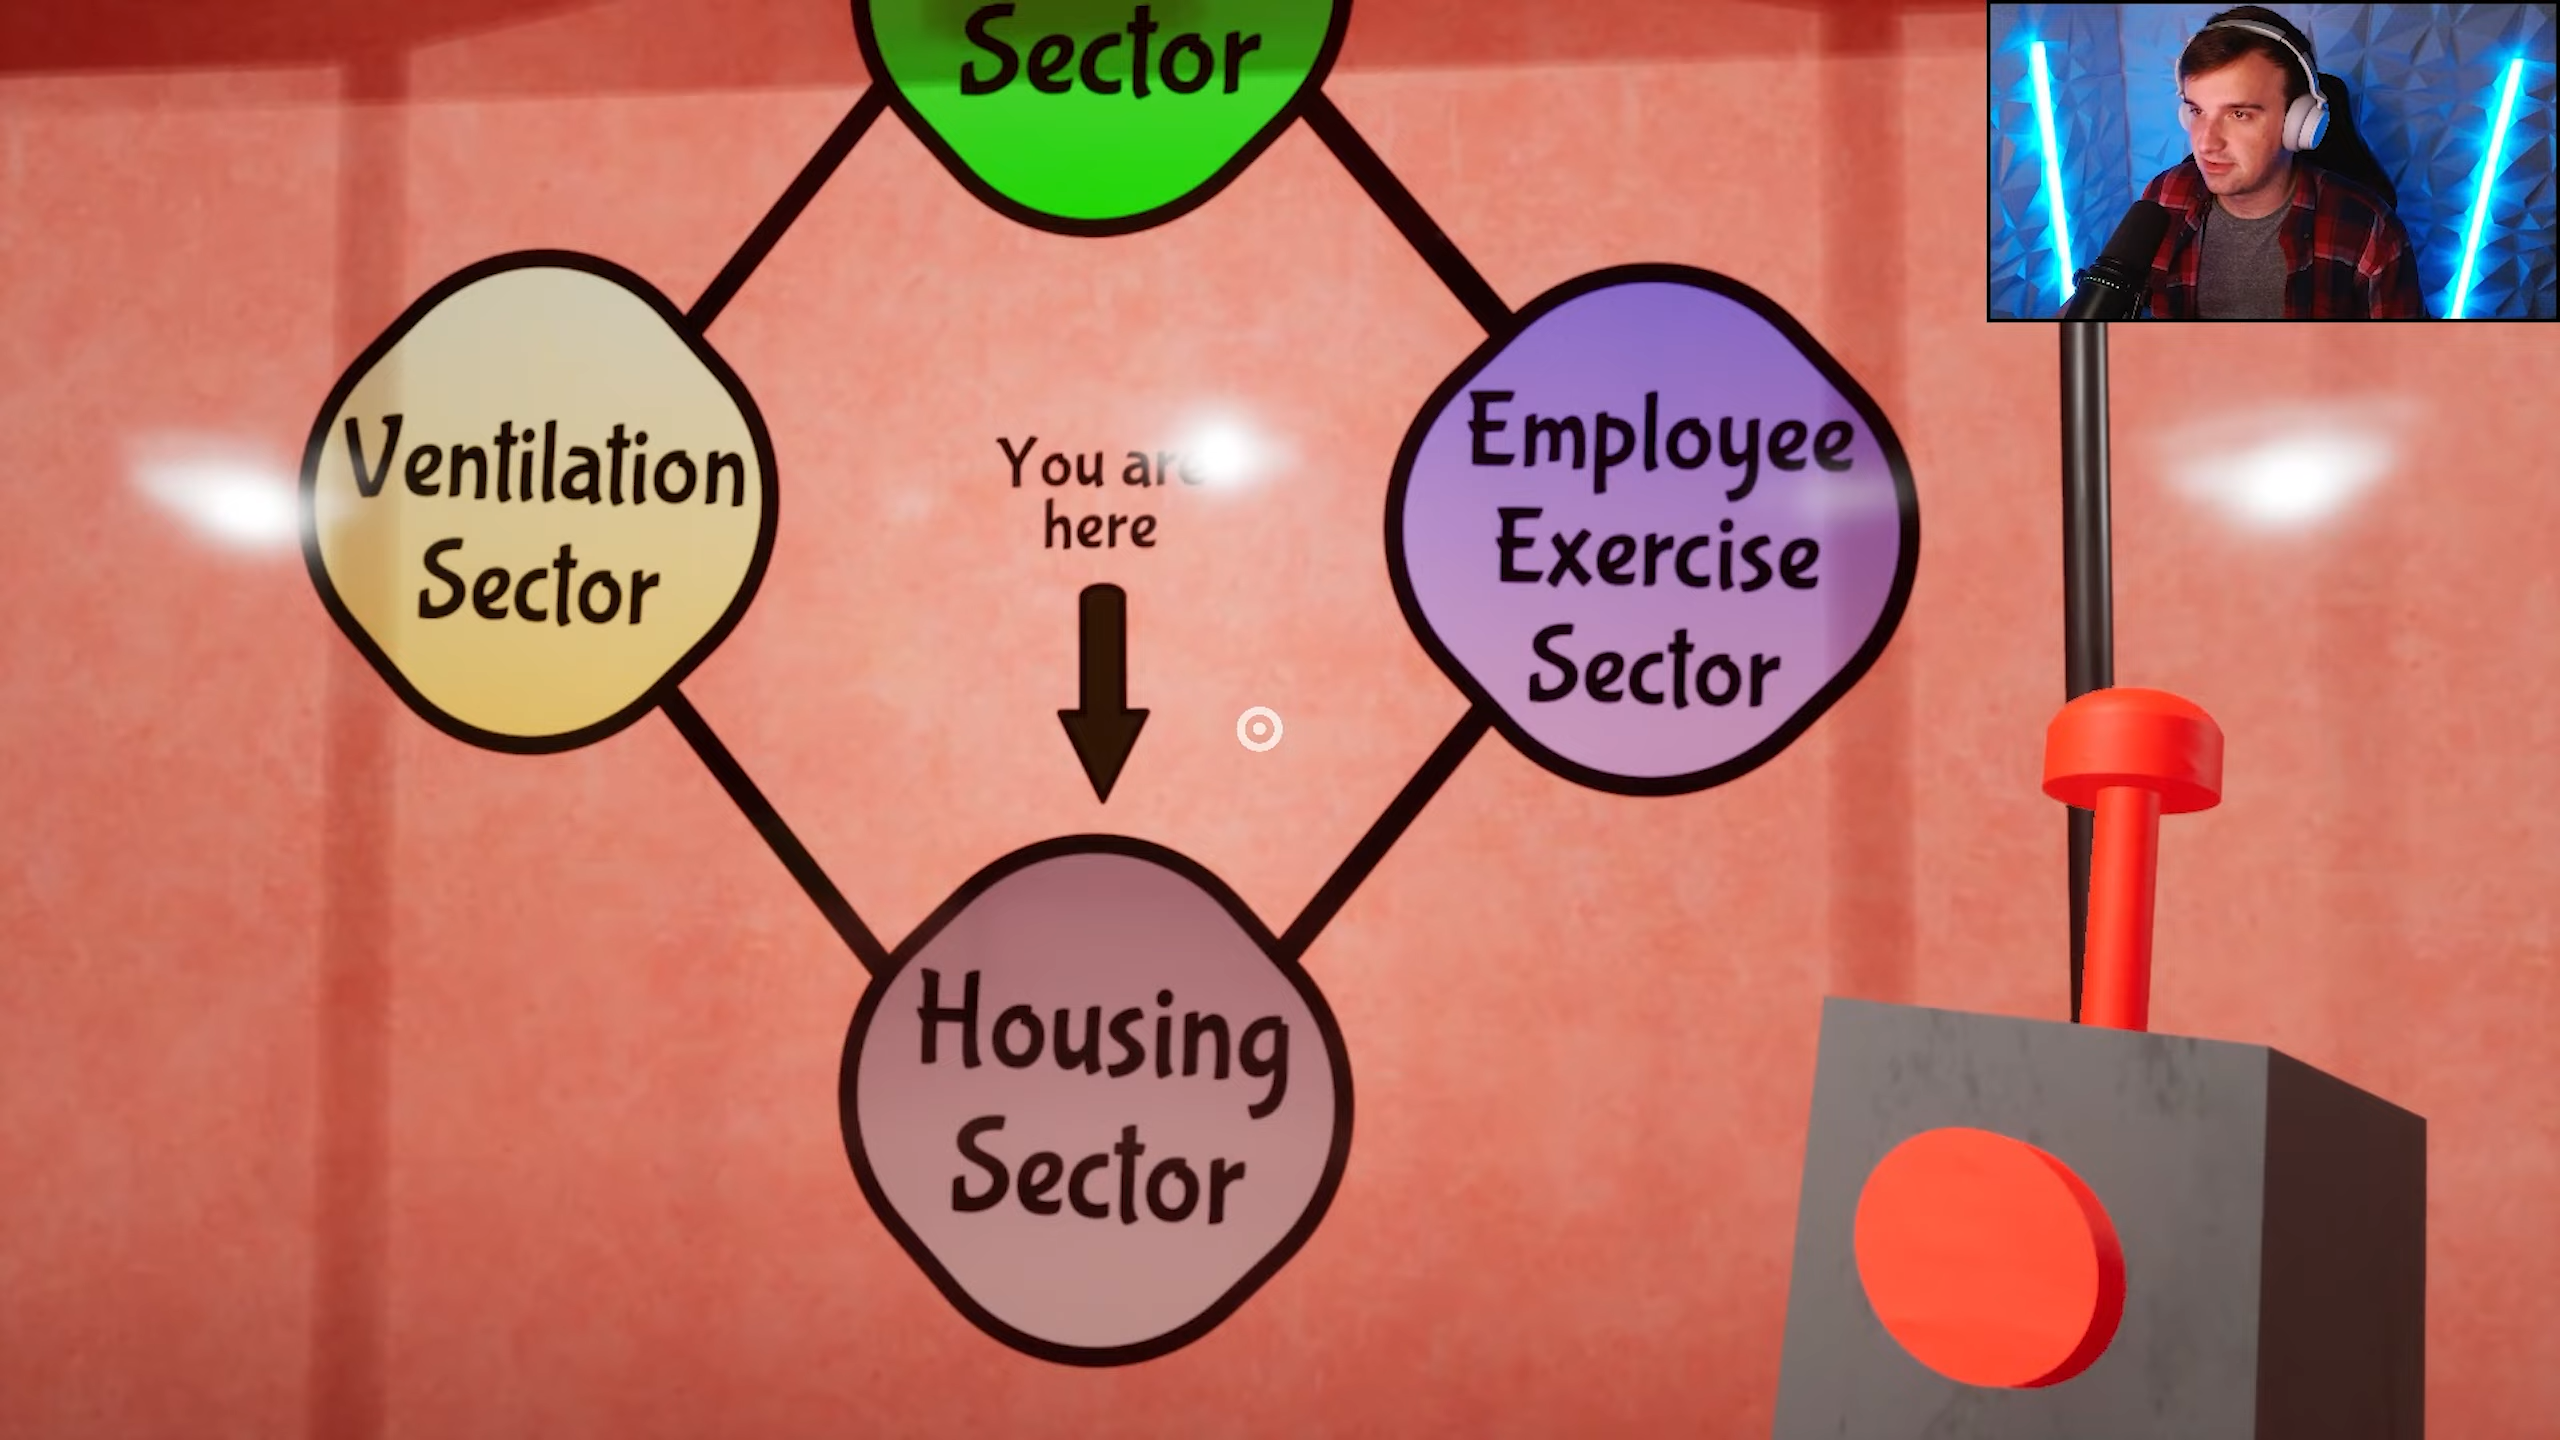 Sector
Ventilation
Sector
You are
here
Employee
Exercise
Sector
Housing
Sector